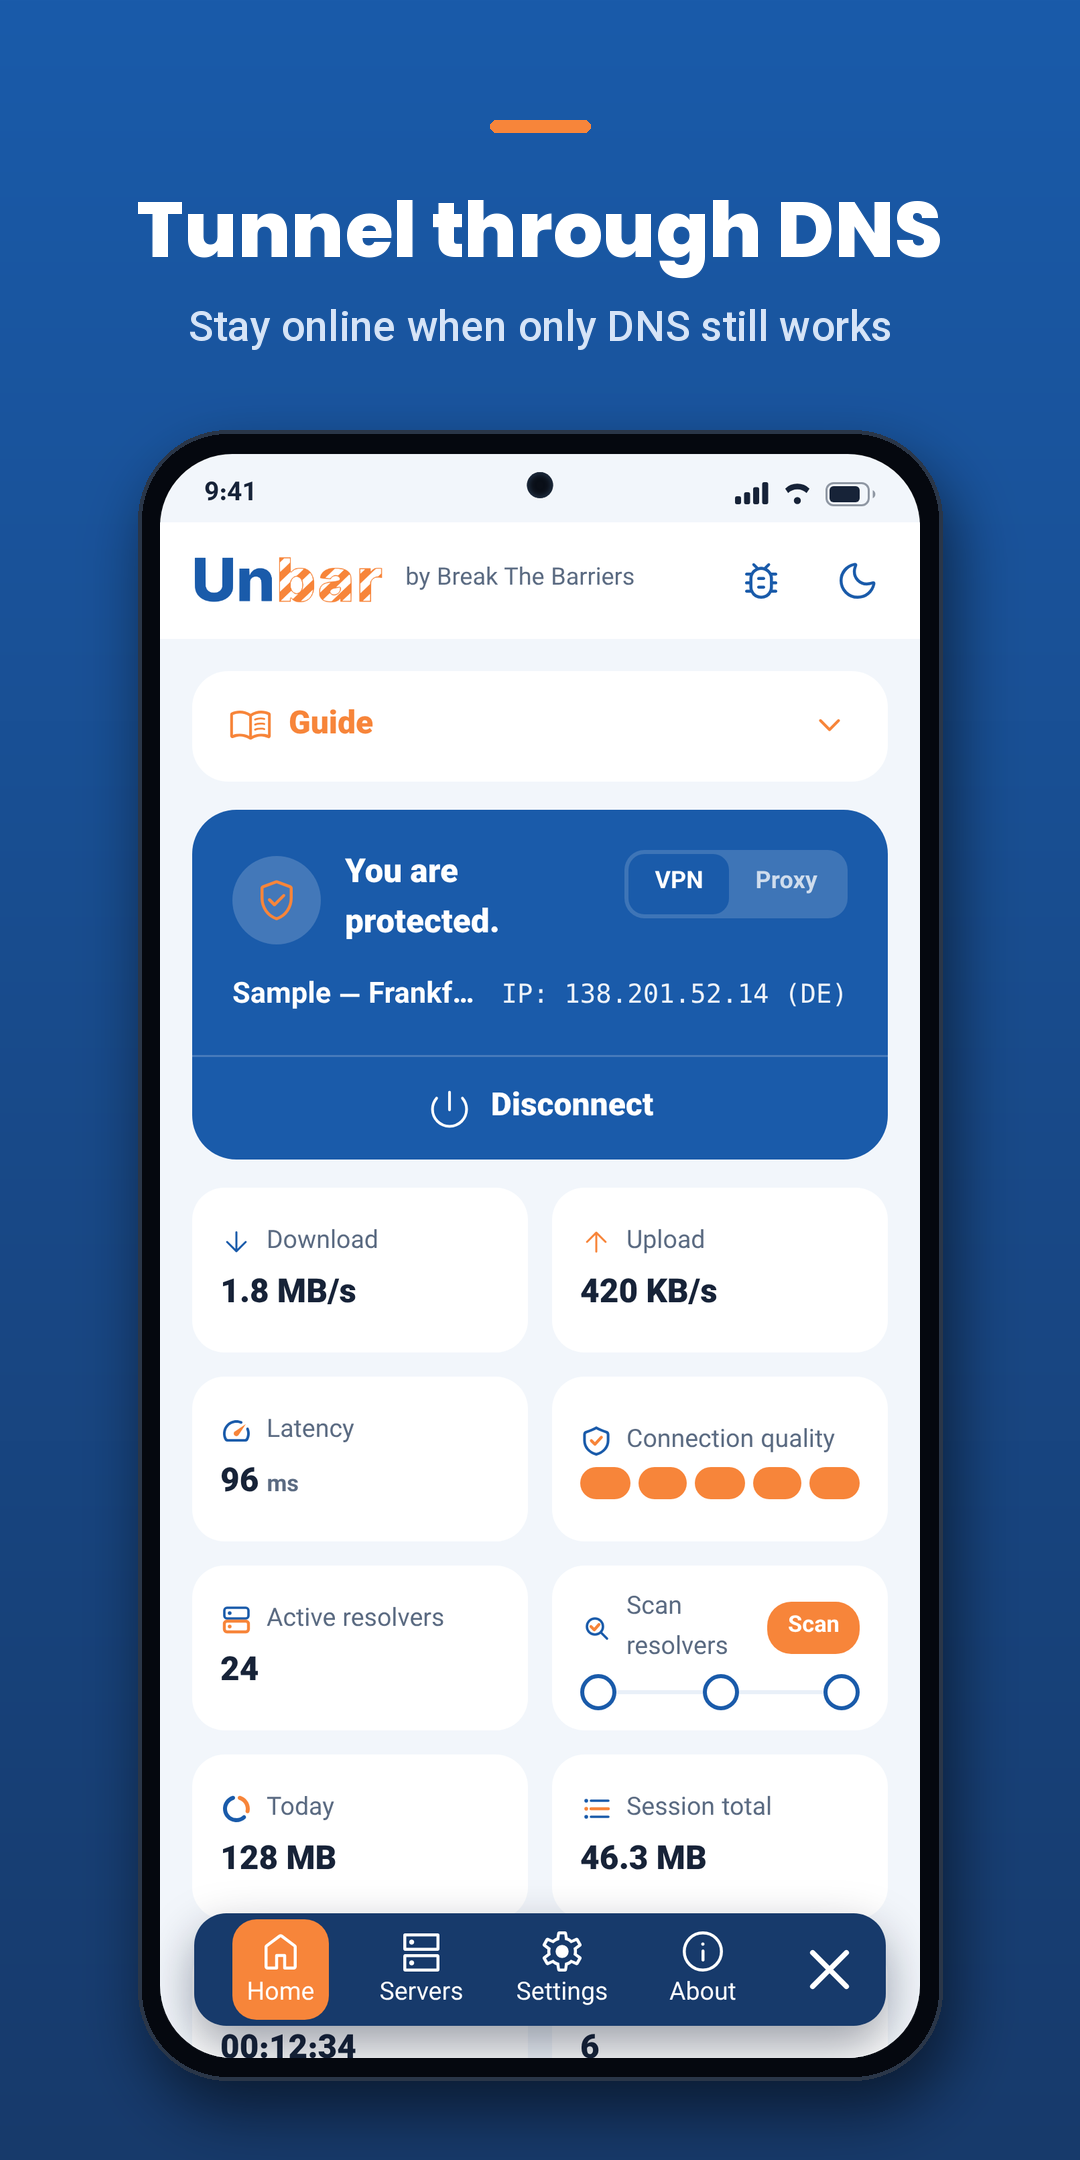 Tunnel through DNS
Stay online when only DNS still works
9:41
Unbar by Break The Barriers
Guide
You are
protected.
VPN Proxy
Sample — Frankf... IP: 138.201.52.14 (DE)
Disconnect
Download
1.8 MB/s
Upload
420 KB/s
Latency
96 ms
Connection quality
Active resolvers
24
Scan
resolvers
Scan
Today
128 MB
Session total
46.3 MB
Home Servers Settings About
00:12:34
6